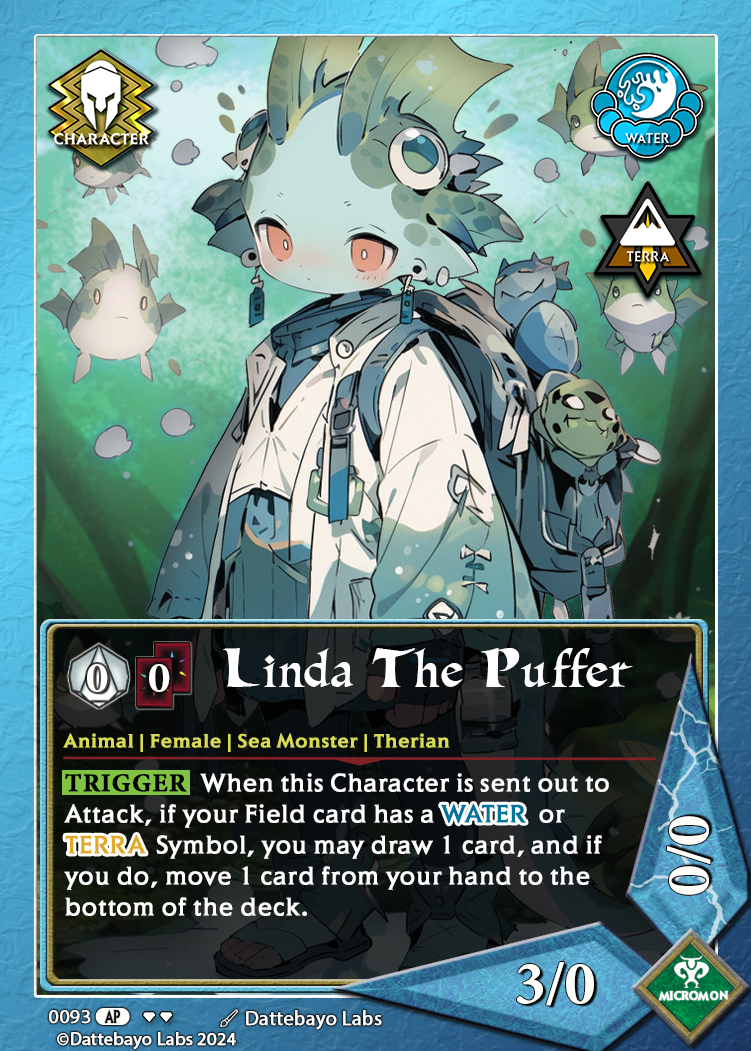 CHARACTER
WATER
TERRA
0 0 Linda The Puffer
Animal | Female | Sea Monster | Therian
TRIGGER When this Character is sent out to
Attack, if your Field card has a WATER or
TERRA Symbol, you may draw 1 card, and if
you do, move 1 card from your hand to the
bottom of the deck.
0/0
3/0
MICROMON
0093 AP Dattebayo Labs
©Dattebayo Labs 2024